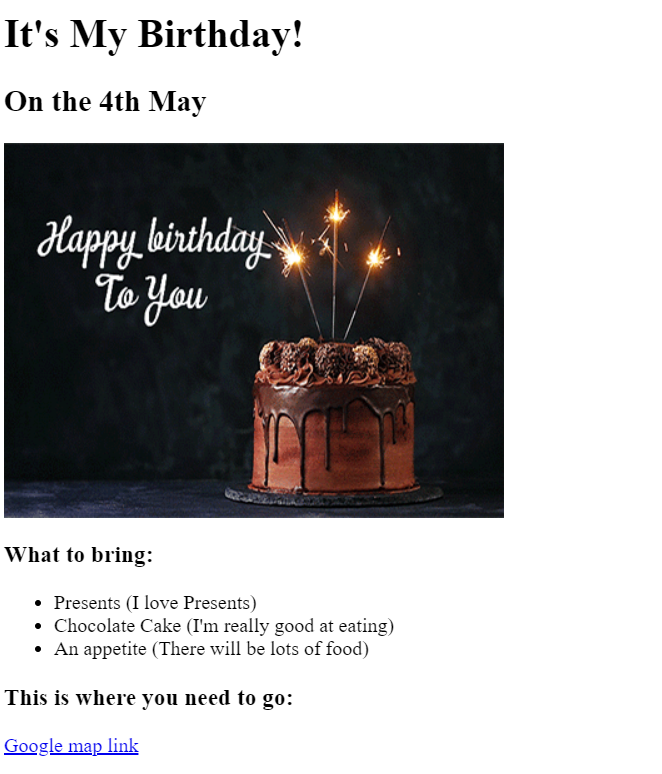 It's My Birthday!
On the 4th May
Happy birthday
To You
What to bring:
Presents (I love Presents)
Chocolate Cake (I'm really good at eating)
An appetite (There will be lots of food)
This is where you need to go:
Google map link